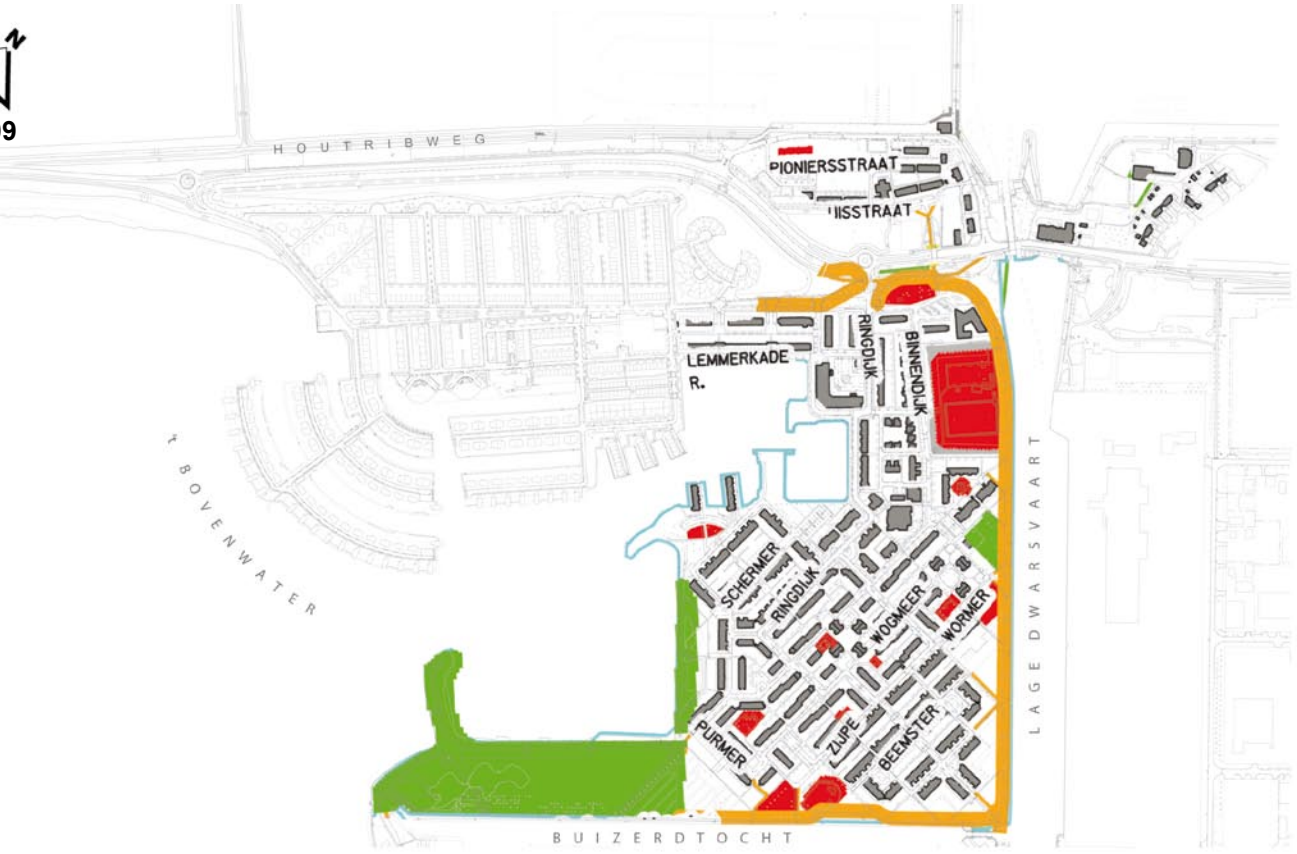 N
HOUTRIBWEG
PIONIERSSTRAAT
UISSTRAAT
LEMMERKADE
R.
RINGDIJK
BINNENDIJK
't BOVENWATER
LAGE DWARSVAART
SCHERMER
RINGDIJK
WOGMEER
WORMER
PURMER
ZIJPE
BEEMSTER
BUIZERDTOCHT